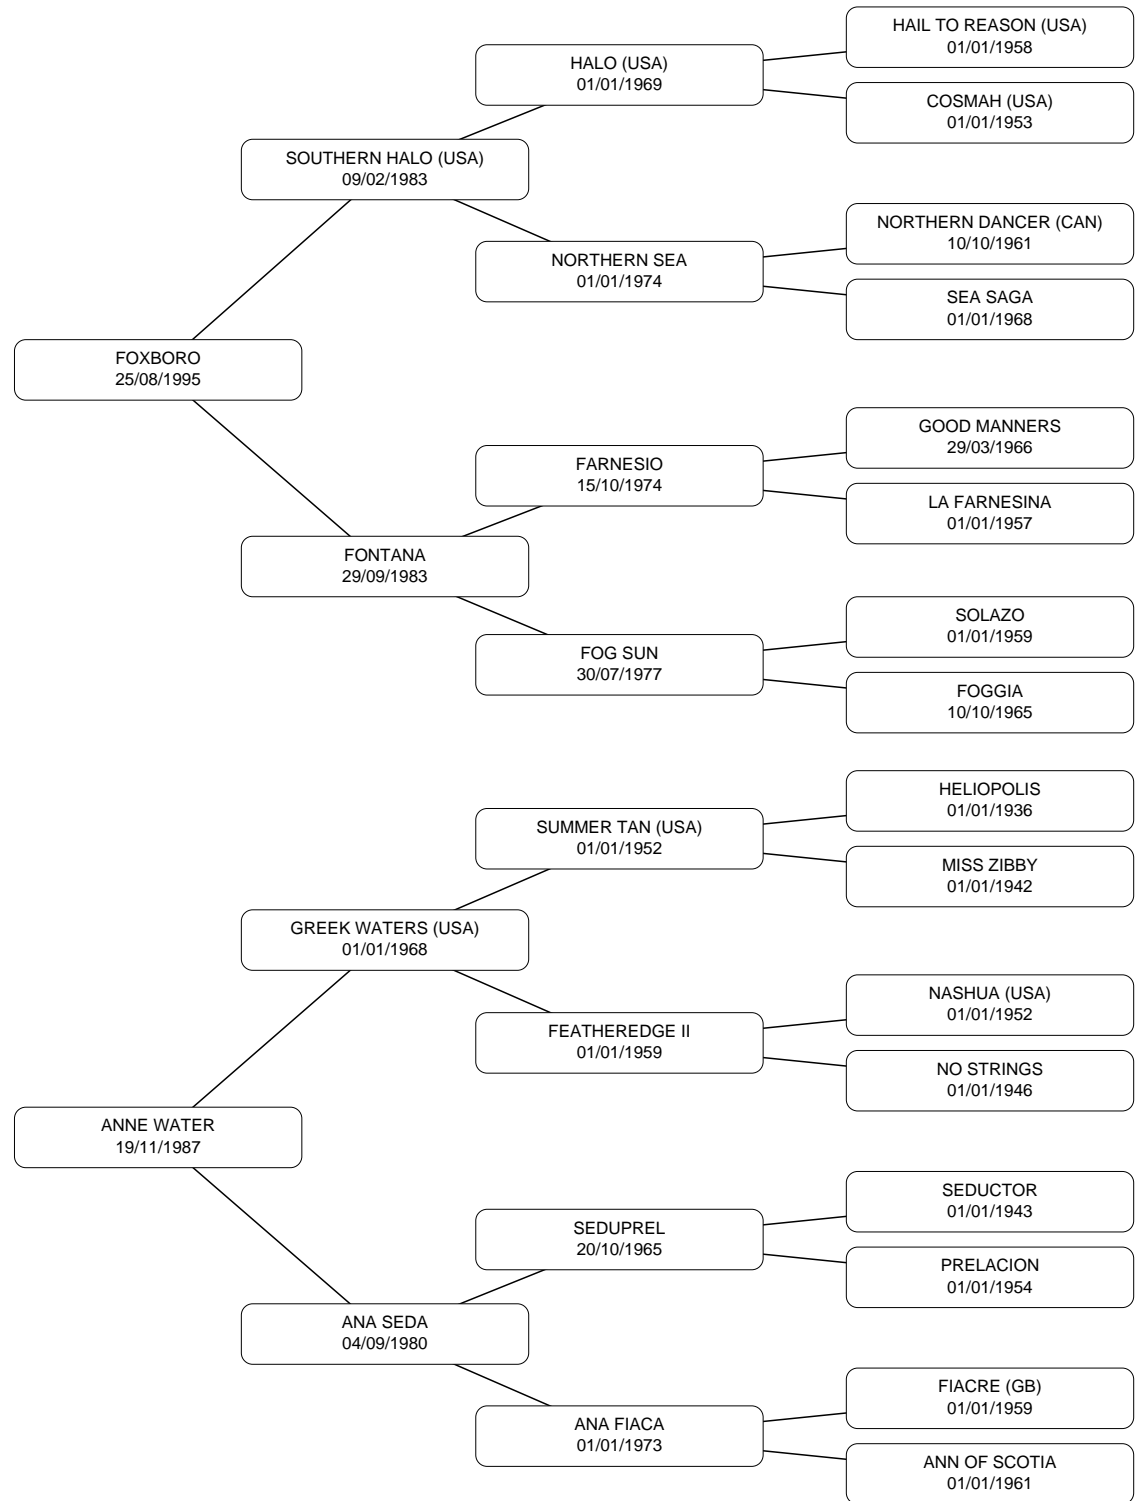 HAIL TO REASON (USA)
01/01/1958
HALO (USA)
01/01/1969
COSMAH (USA)
01/01/1953
SOUTHERN HALO (USA)
09/02/1983
NORTHERN DANCER (CAN)
10/10/1961
NORTHERN SEA
01/01/1974
SEA SAGA
01/01/1968
FOXBORO
25/08/1995
GOOD MANNERS
29/03/1966
FARNESIO
15/10/1974
LA FARNESINA
01/01/1957
FONTANA
29/09/1983
SOLAZO
01/01/1959
FOG SUN
30/07/1977
FOGGIA
10/10/1965
HELIOPOLIS
01/01/1936
SUMMER TAN (USA)
01/01/1952
MISS ZIBBY
01/01/1942
GREEK WATERS (USA)
01/01/1968
NASHUA (USA)
01/01/1952
FEATHEREDGE II
01/01/1959
NO STRINGS
01/01/1946
ANNE WATER
19/11/1987
SEDUCTOR
01/01/1943
SEDUPREL
20/10/1965
PRELACION
01/01/1954
ANA SEDA
04/09/1980
FIACRE (GB)
01/01/1959
ANA FIACA
01/01/1973
ANN OF SCOTIA
01/01/1961